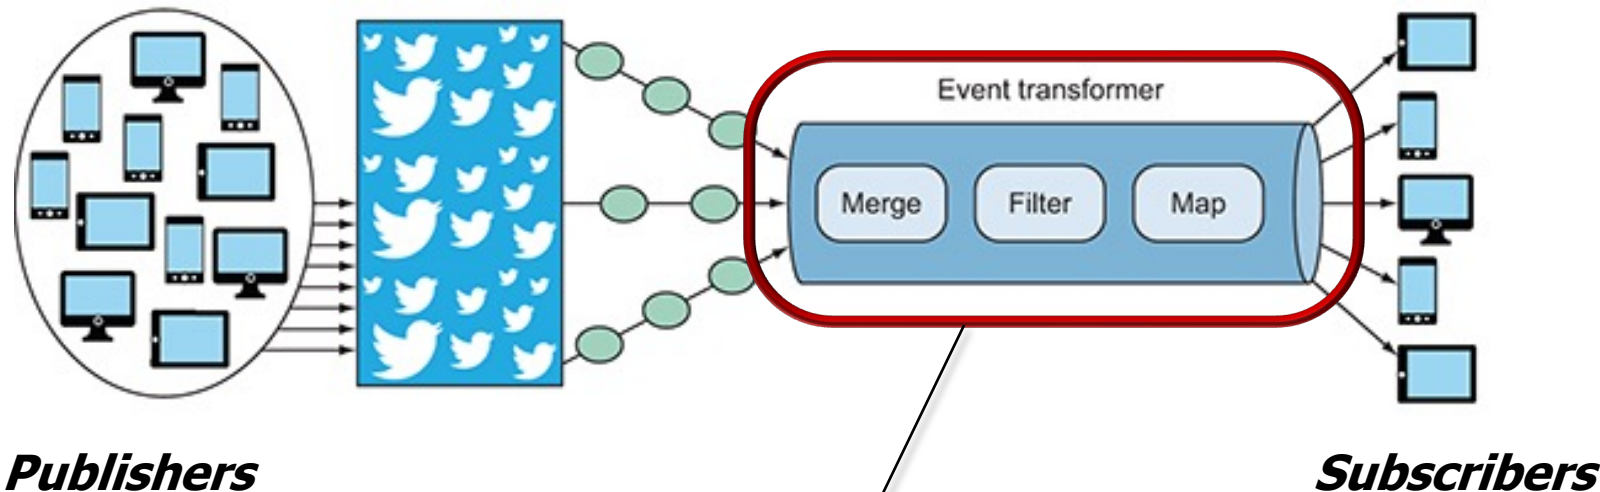 Event transformer
Merge
Filter
Map
Publishers
Subscribers